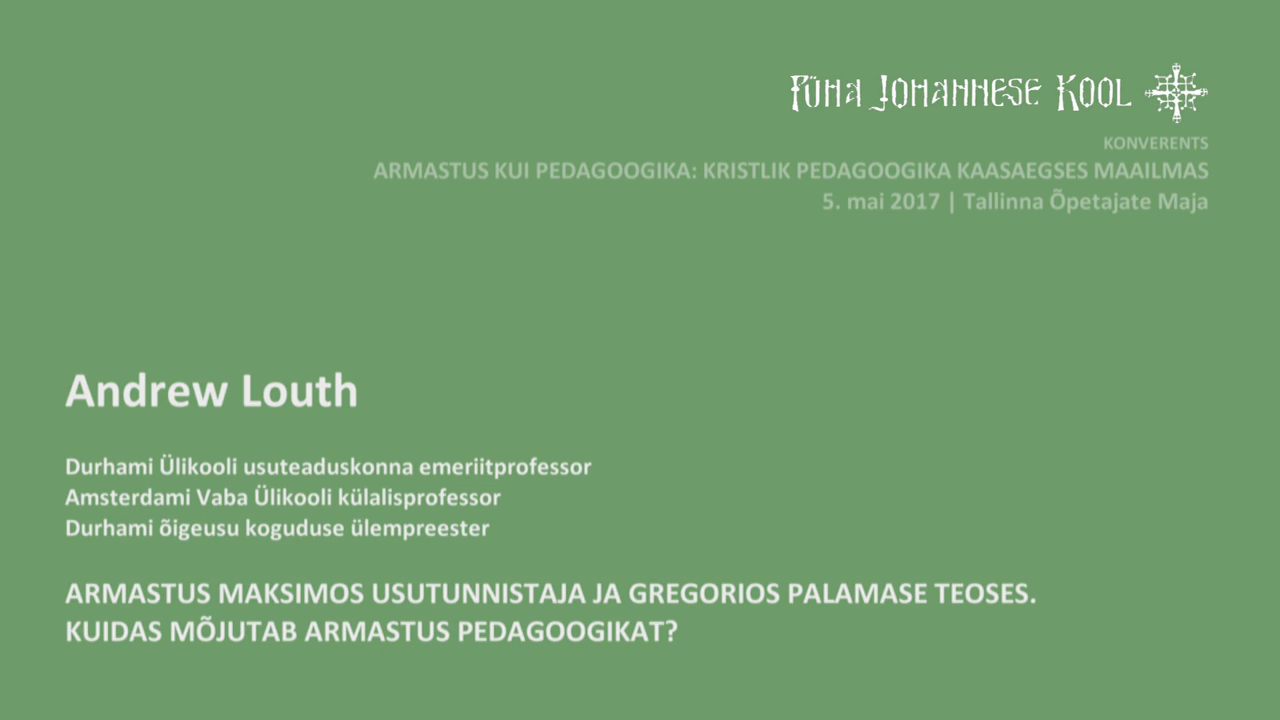 Püha Johannese Kool
KONVERENTS
ARMASTUS KUI PEDAGOOGIKA: KRISTLIK PEDAGOOGIKA KAASAEGSES MAAILMAS
5. mai 2017 | Tallinna Õpetajate Maja
Andrew Louth
Durhami Ülikooli usuteaduskonna emeriitprofessor
Amsterdami Vaba Ülikooli külalisprofessor
Durhami õigeusu koguduse ülempreester
ARMASTUS MAKSIMOS USUTUNNISTAJA JA GREGORIOS PALAMASE TEOSES.
KUIDAS MÕJUTAB ARMASTUS PEDAGOOGIKAT?